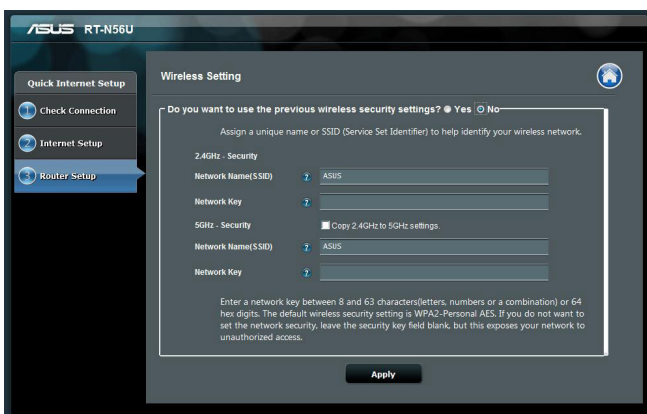 ASUS RT-N56U
Quick Internet Setup
1 Check Connection
2 Internet Setup
3 Router Setup
Wireless Setting
Do you want to use the previous wireless security settings? Yes No
Assign a unique name or SSID (Service Set Identifier) to help identify your wireless network.
2.4GHz - Security
Network Name(SSID) ? ASUS
Network Key ?
5GHz - Security Copy 2.4GHz to 5GHz settings.
Network Name(SSID) ? ASUS
Network Key ?
Enter a network key between 8 and 63 characters(letters, numbers or a combination) or 64
hex digits. The default wireless security setting is WPA2-Personal AES. If you do not want to
set the network security, leave the security key field blank, but this exposes your network to
unauthorized access.
Apply